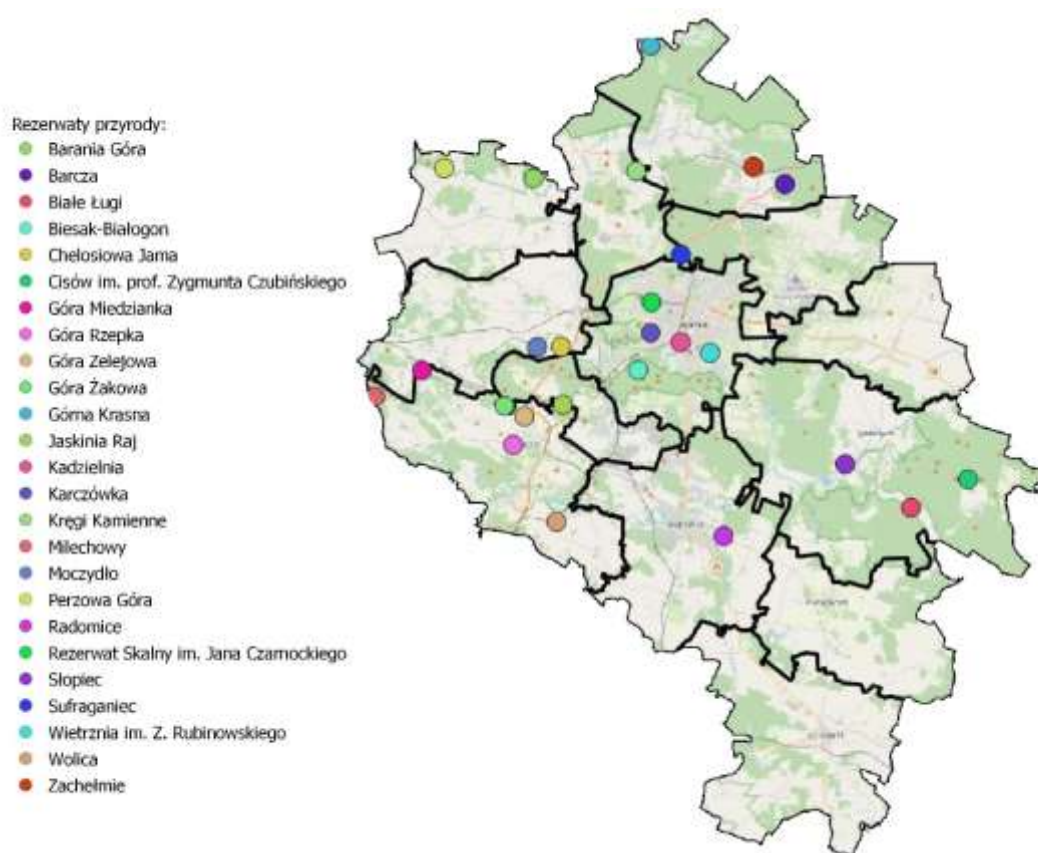 Rezerwaty przyrody:
Barania Góra
Barcza
Białe Ługi
Biesak-Białogon
Chelosiowa Jama
Cisów im. prof. Zygmunta Czubińskiego
Góra Miedzianka
Góra Rzepka
Góra Zelejowa
Góra Żakowa
Górna Krasna
Jaskinia Raj
Kadzielnia
Karczówka
Kręgi Kamienne
Milechowy
Moczydło
Perzowa Góra
Radomice
Rezerwat Skalny im. Jana Czarnockiego
Słopiec
Sufraganiec
Wietrznia im. Z. Rubinowskiego
Wolica
Zachełmie